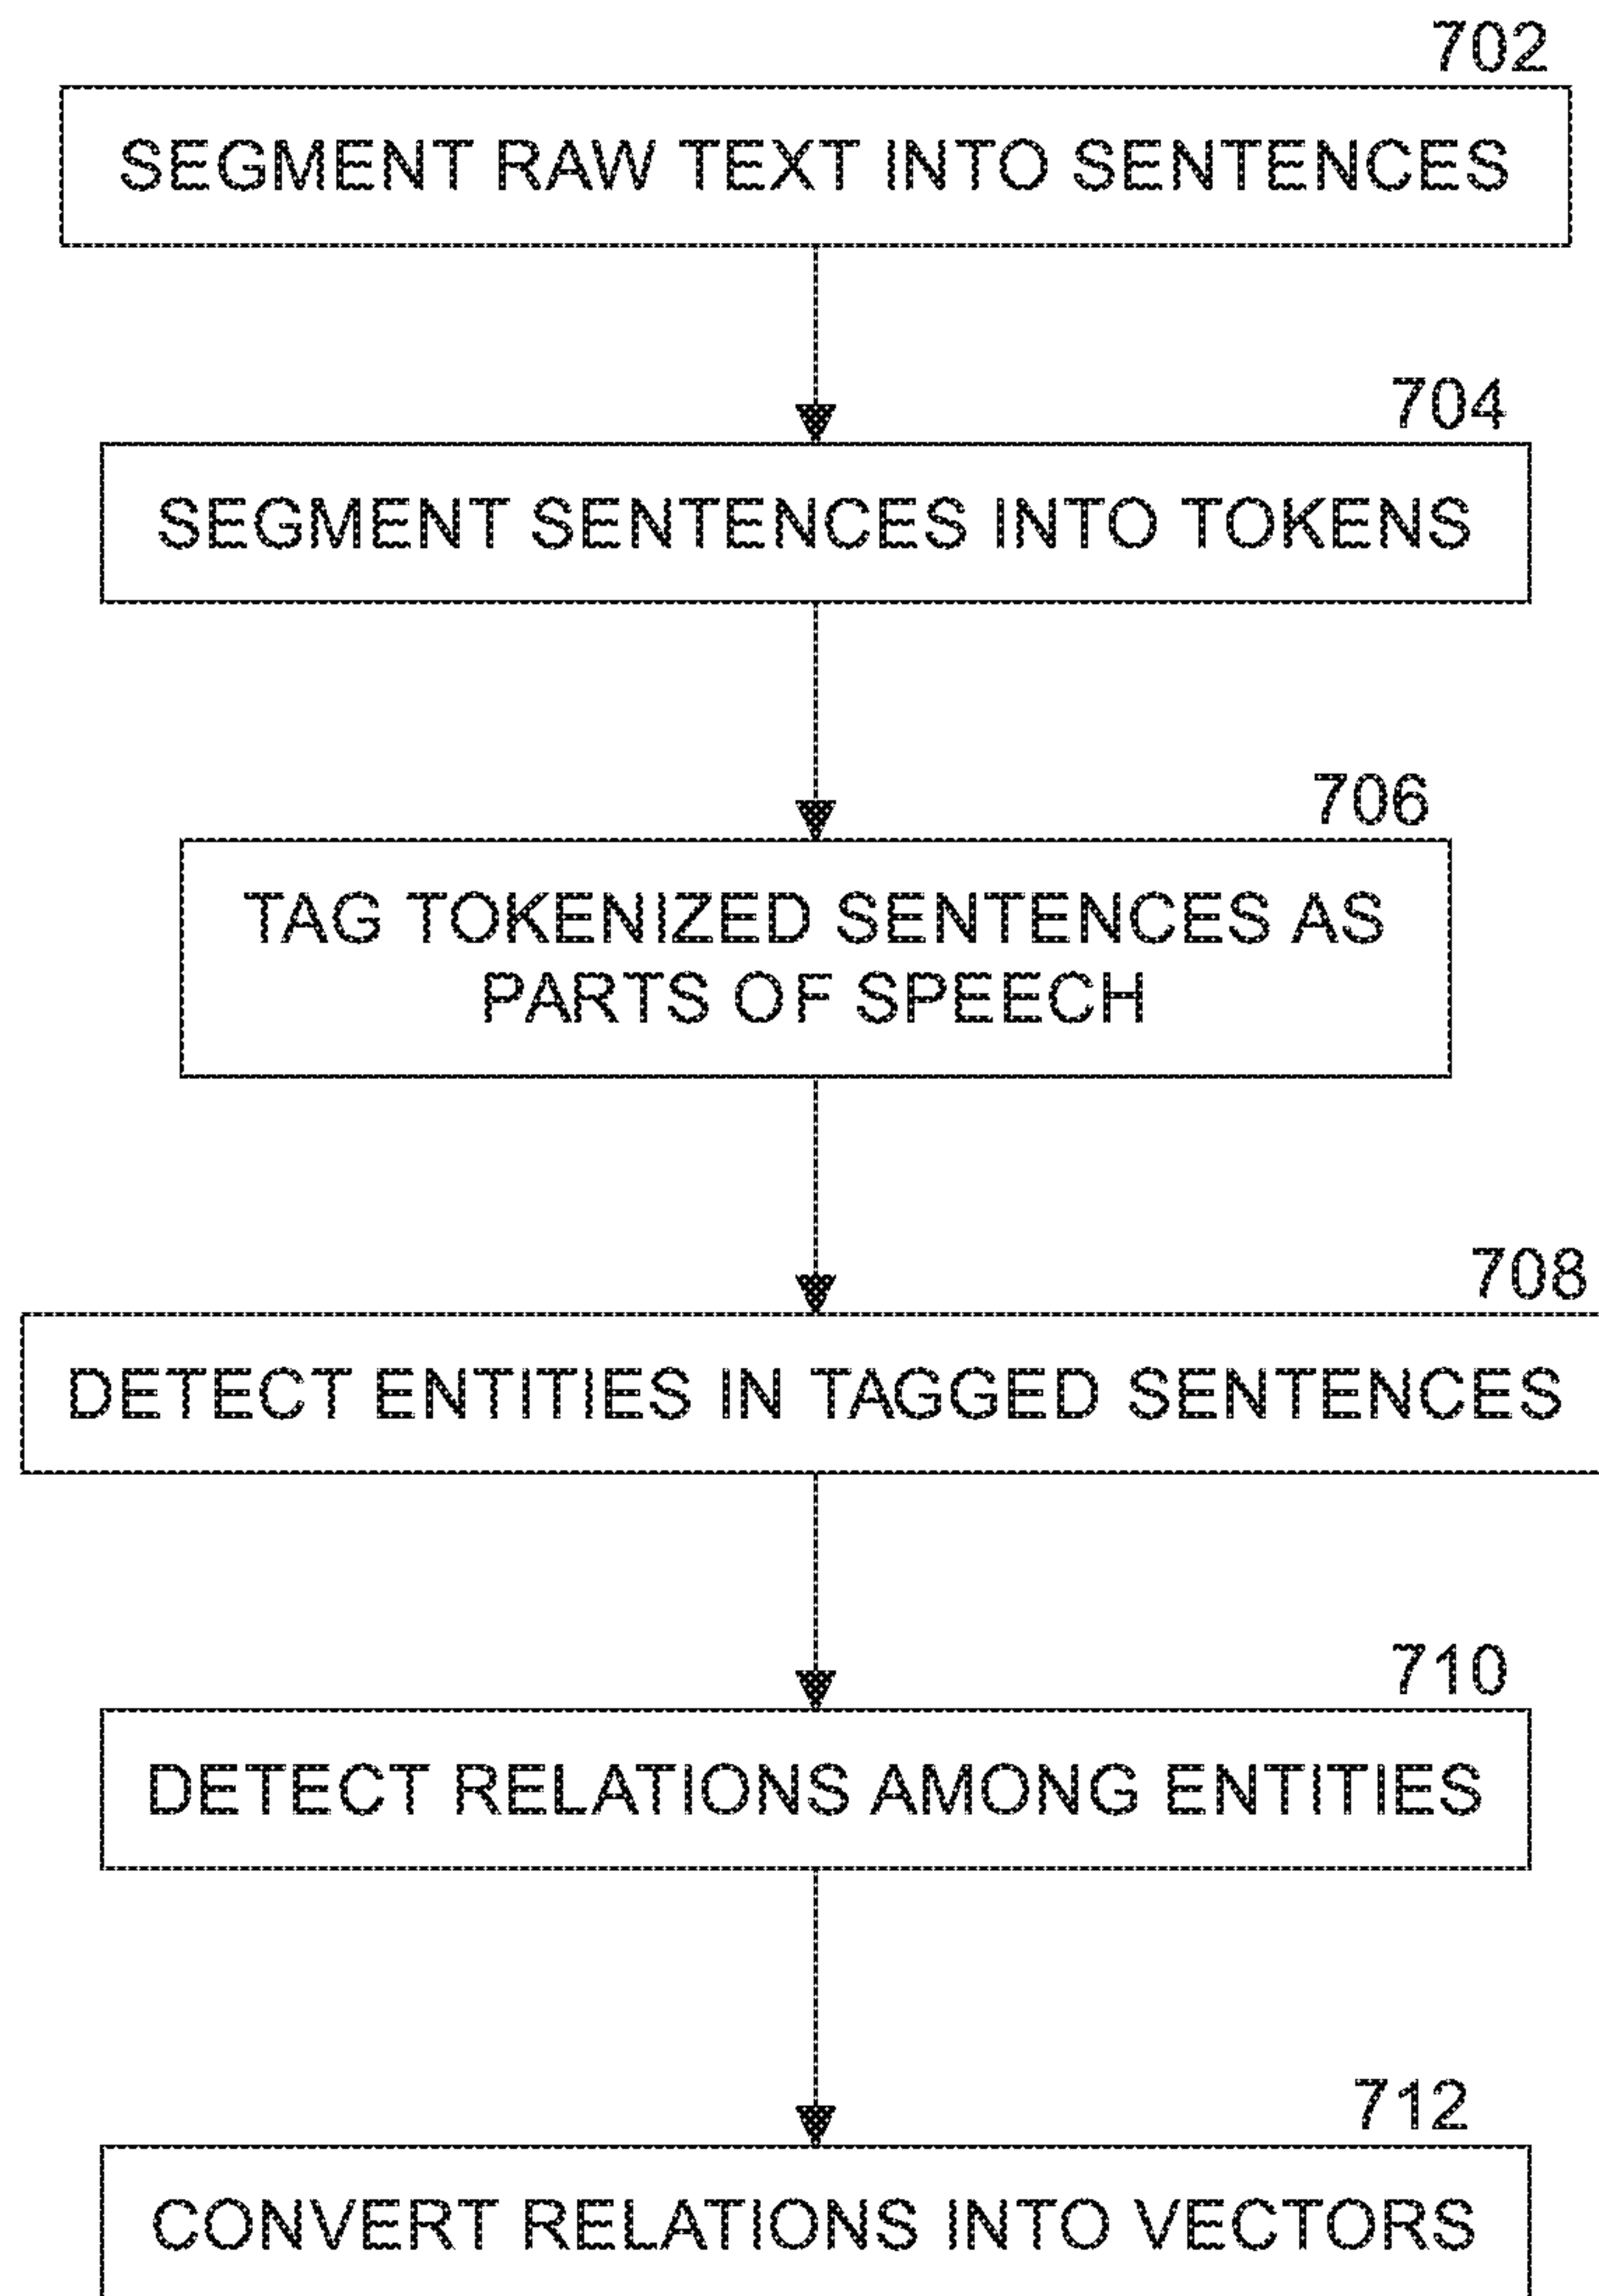 702
SEGMENT RAW TEXT INTO SENTENCES
704
SEGMENT SENTENCES INTO TOKENS
706
TAG TOKENIZED SENTENCES AS
PARTS OF SPEECH
708
DETECT ENTITIES IN TAGGED SENTENCES
710
DETECT RELATIONS AMONG ENTITIES
712
CONVERT RELATIONS INTO VECTORS